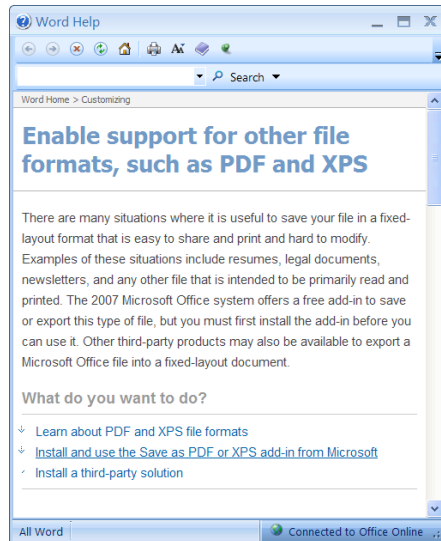 Word Help
Search
Word Home > Customizing
Enable support for other file
formats, such as PDF and XPS
There are many situations where it is useful to save your file in a fixed-
layout format that is easy to share and print and hard to modify.
Examples of these situations include resumes, legal documents,
newsletters, and any other file that is intended to be primarily read and
printed. The 2007 Microsoft Office system offers a free add-in to save
or export this type of file, but you must first install the add-in before you
can use it. Other third-party products may also be available to export a
Microsoft Office file into a fixed-layout document.
What do you want to do?
Learn about PDF and XPS file formats
Install and use the Save as PDF or XPS add-in from Microsoft
Install a third-party solution
All Word Connected to Office Online